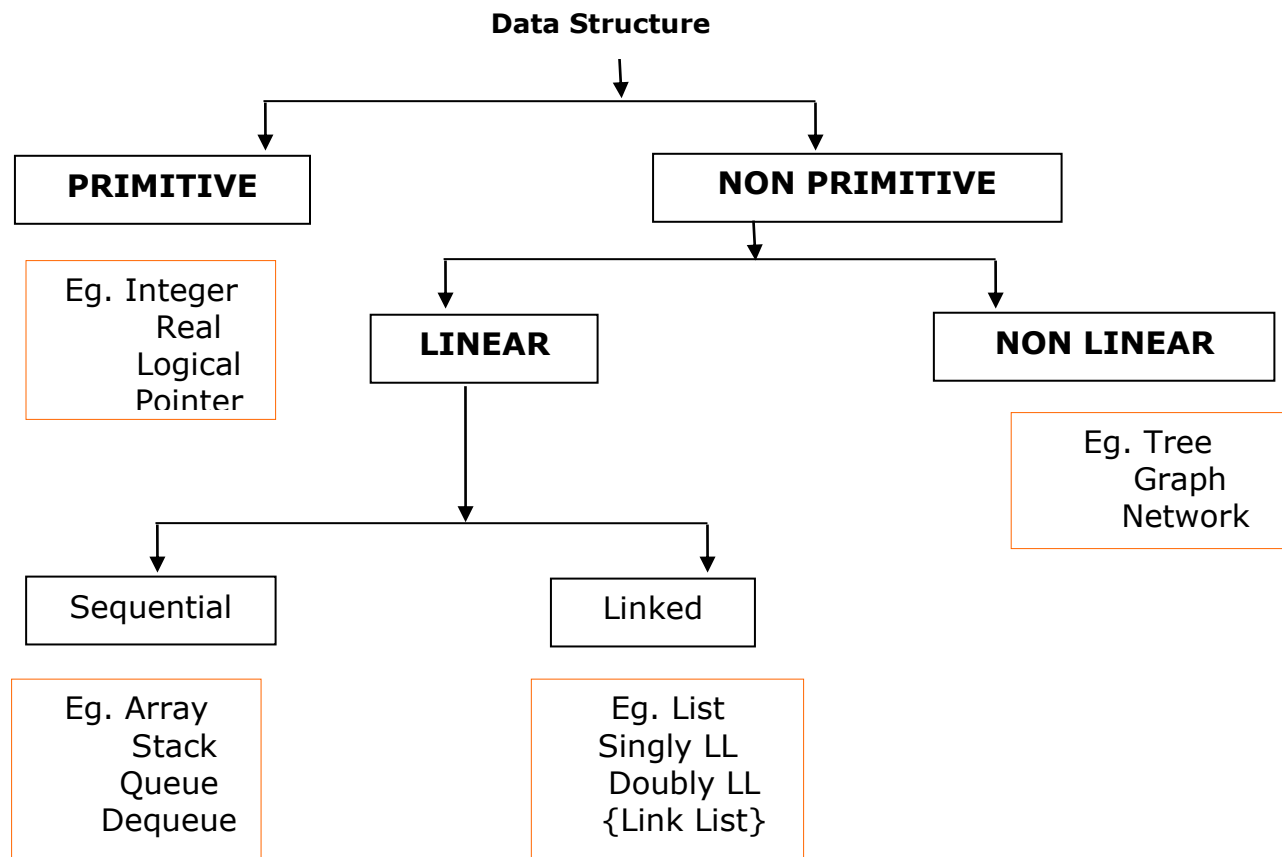 Data Structure
PRIMITIVE
NON PRIMITIVE
Eg. Integer
Real
Logical
Pointer
LINEAR
NON LINEAR
Eg. Tree
Graph
Network
Sequential
Linked
Eg. Array
Stack
Queue
Dequeue
Eg. List
Singly LL
Doubly LL
{Link List}